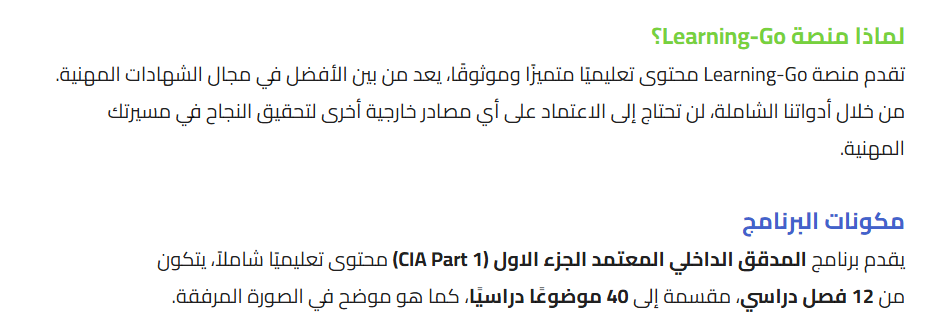 لماذا منصة Learning-Go؟
تقدم منصة Learning-Go محتوى تعليميًا متميزًا وموثوقًا، يعد من بين الأفضل في مجال الشهادات المهنية.
من خلال أدواتنا الشاملة، لن تحتاج إلى الاعتماد على أي مصادر خارجية أخرى لتحقيق النجاح في مسيرتك
المهنية.
مكونات البرنامج
يقدم برنامج المدقق الداخلي المعتمد الجزء الاول (CIA Part 1) محتوى تعليميًا شاملاً، يتكون
من 12 فصل دراسي، مقسمة إلى 40 موضوعًا دراسيًا، كما هو موضح في الصورة المرفقة.